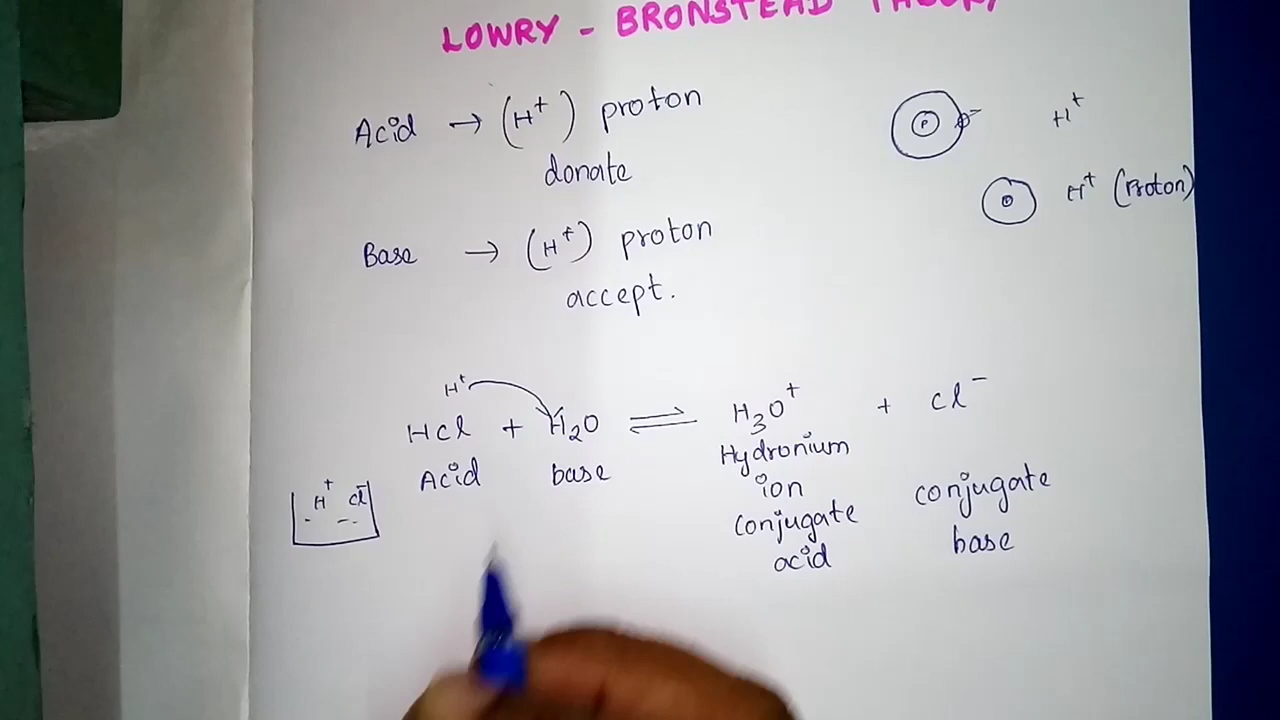 LOWRY - BRONSTEAD THEORY
Acid → (H⁺) proton
donate
Base → (H⁺) proton
accept.
P - H⁺
P H⁺ (Proton)
H⁺
HCl + H₂O ⇌ H₃O⁺ + Cl⁻
Acid base Hydronium
ion
conjugate
acid
conjugate
base
H⁺ Cl⁻